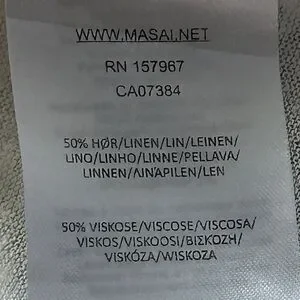 WWW.MASAI.NET
RN 157967
CA07384
50% HØR/LINEN/LIN/LEINEN/
LINO/LINHO/LINNE/PELLAVA/
LINNEN/ΛΙΝΑΡΙ/LEN
50% VISKOSE/VISCOSE/VISCOSA/
VISKOS/VISKOOSI/ΒΙΣΚΟΖΗ/
VISKÓZA/WISKOZA